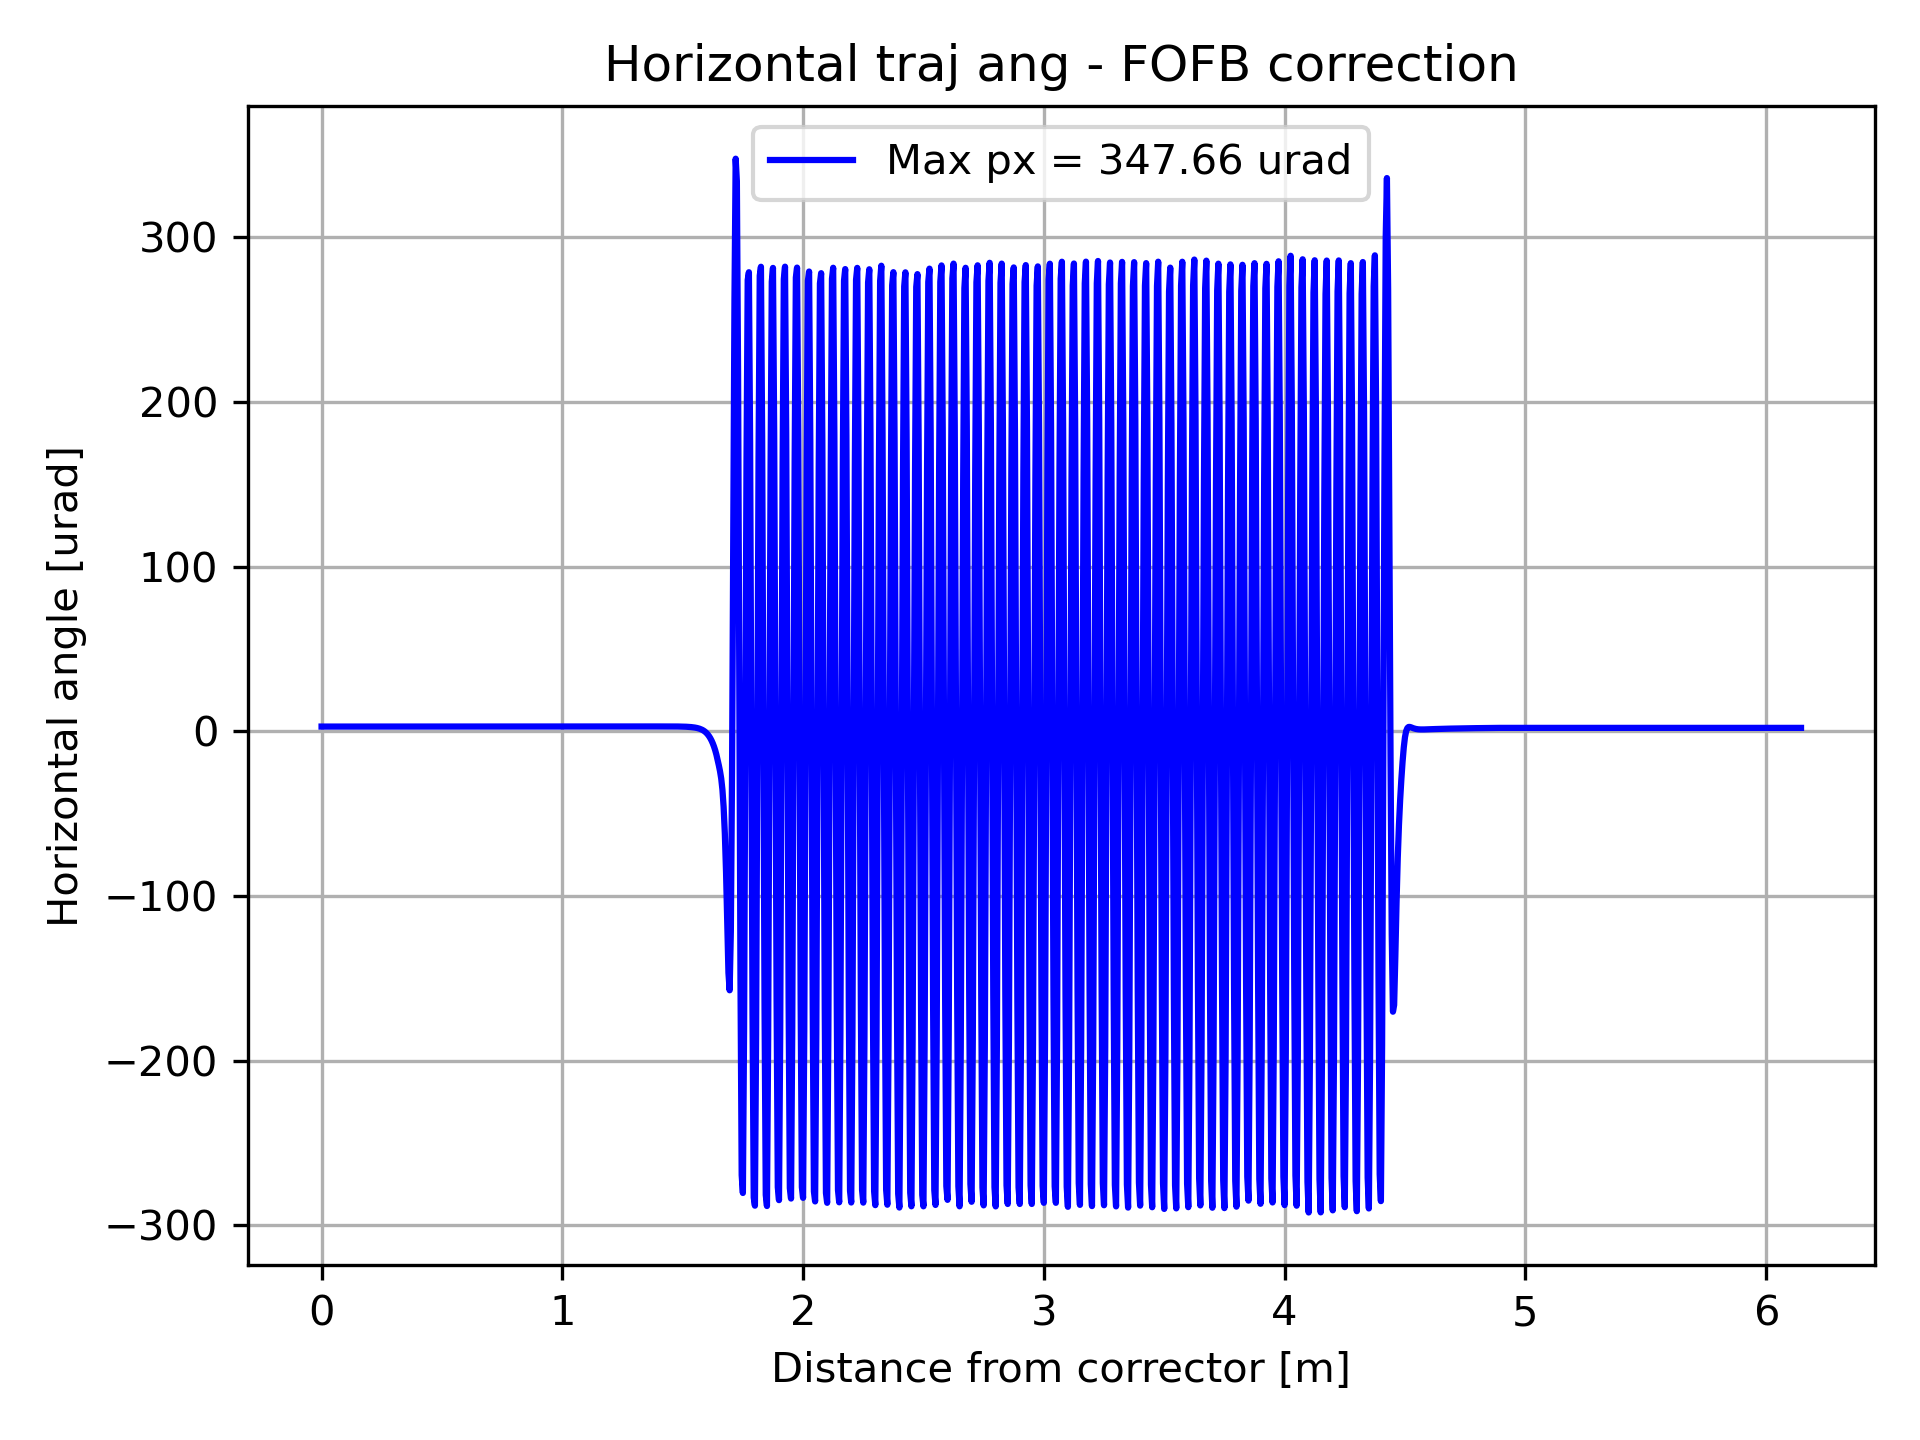 Horizontal traj ang - FOFB correction
Max px = 347.66 urad
Horizontal angle [urad]
300
200
100
0
−100
−200
−300
0 1 2 3 4 5 6
Distance from corrector [m]